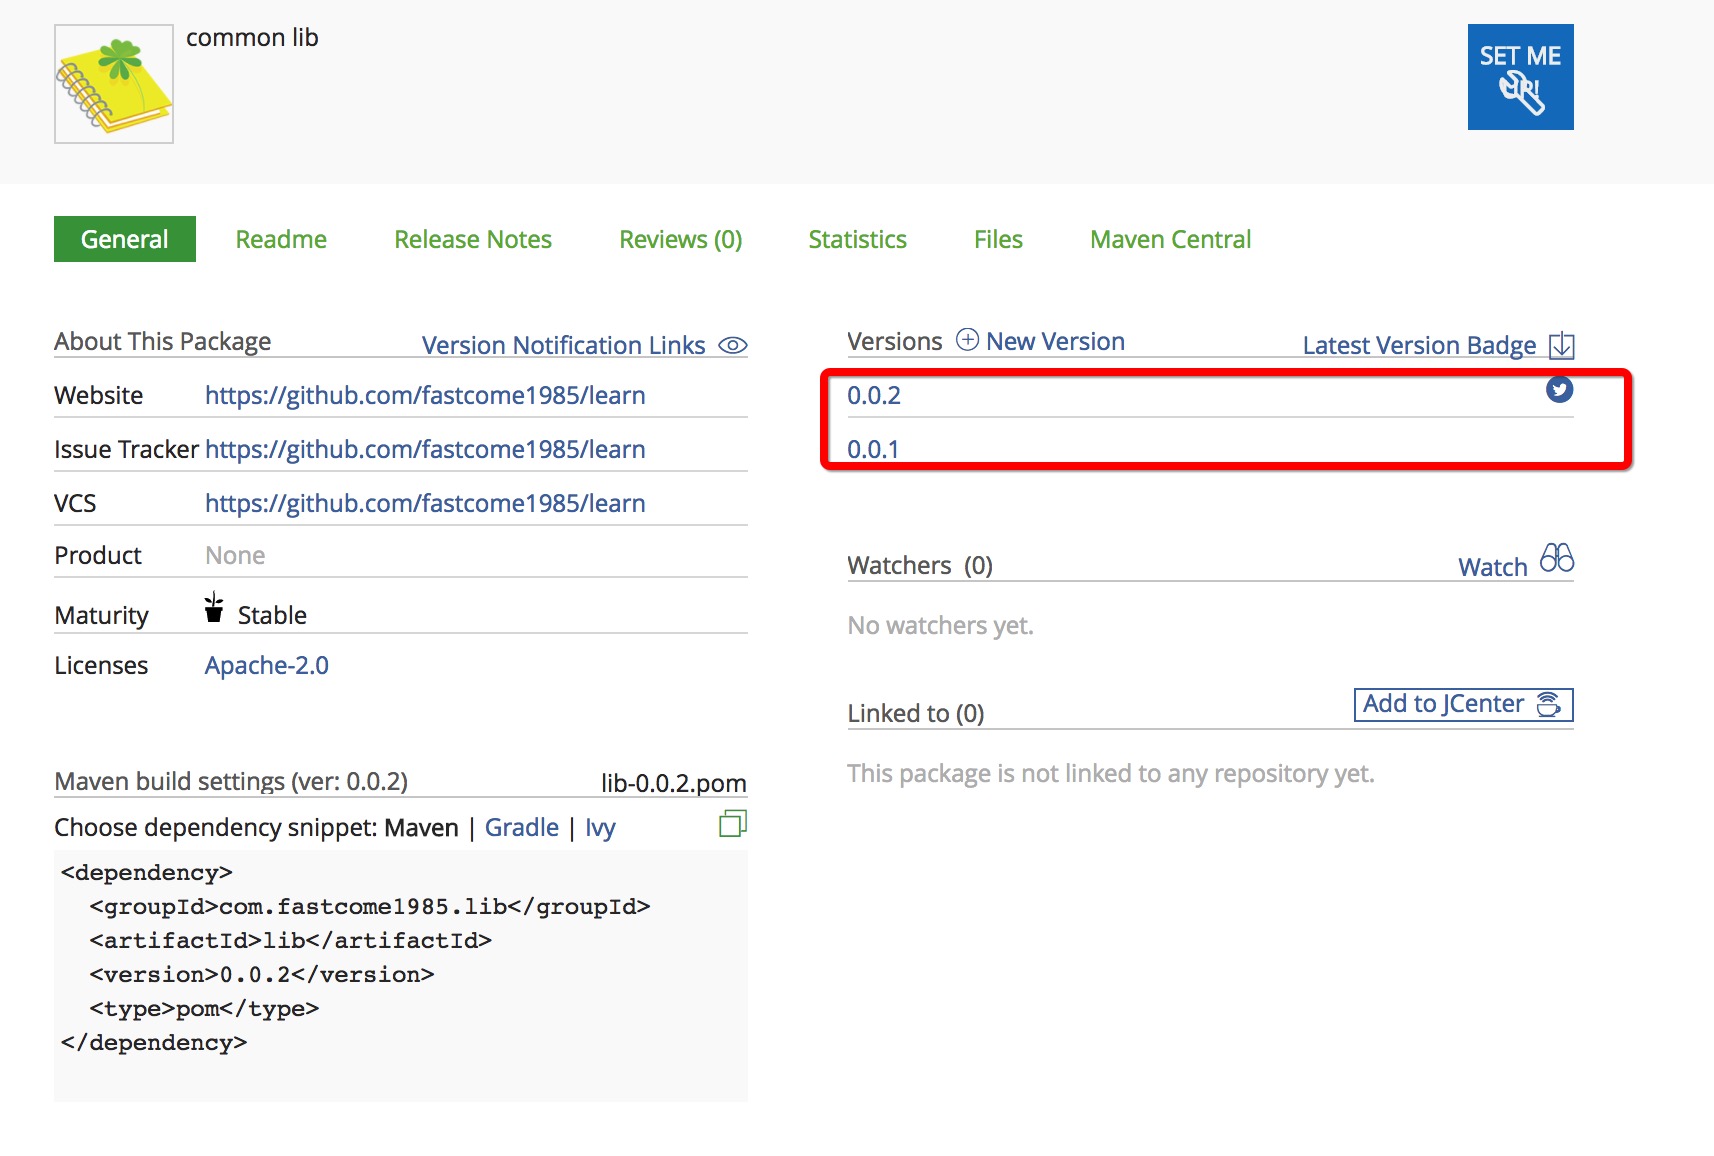 common lib
SET ME
UP!
General Readme Release Notes Reviews (0) Statistics Files Maven Central
About This Package Version Notification Links
Website https://github.com/fastcome1985/learn
Issue Tracker https://github.com/fastcome1985/learn
VCS https://github.com/fastcome1985/learn
Product None
Maturity Stable
Licenses Apache-2.0
Maven build settings (ver: 0.0.2) lib-0.0.2.pom
Choose dependency snippet: Maven | Gradle | Ivy
<dependency>
  <groupId>com.fastcome1985.lib</groupId>
  <artifactId>lib</artifactId>
  <version>0.0.2</version>
  <type>pom</type>
</dependency>
Versions New Version Latest Version Badge
0.0.2
0.0.1
Watchers (0) Watch
No watchers yet.
Linked to (0) Add to JCenter
This package is not linked to any repository yet.